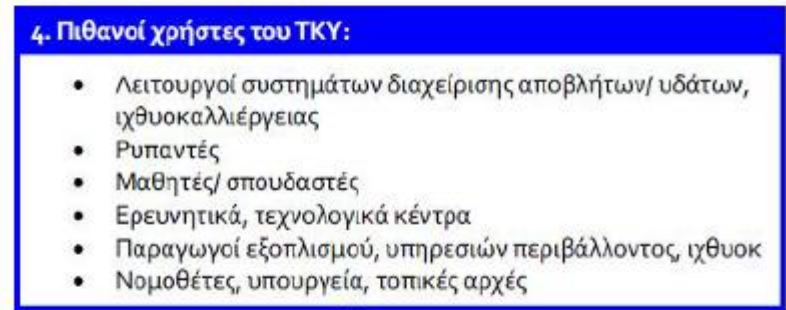 4. Πιθανοί χρήστες του ΤΚΥ:
• Λειτουργοί συστημάτων διαχείρισης αποβλήτων/ υδάτων,
ιχθυοκαλλιέργειας
• Ρυπαντές
• Μαθητές/ σπουδαστές
• Ερευνητικά, τεχνολογικά κέντρα
• Παραγωγοί εξοπλισμού, υπηρεσιών περιβάλλοντος, ιχθυοκ
• Νομοθέτες, υπουργεία, τοπικές αρχές